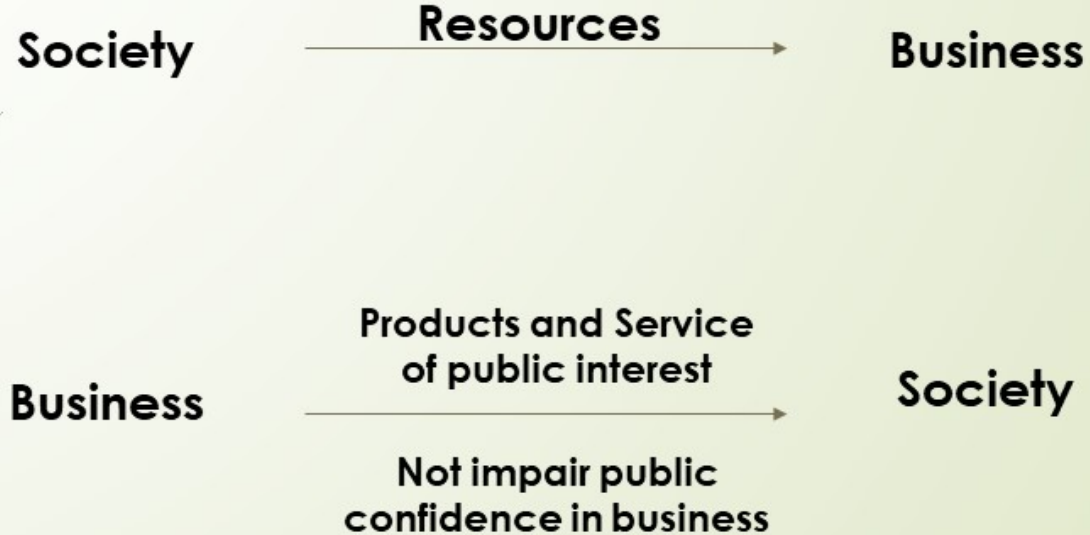 Society
Resources
Business
Products and Service
of public interest
Business
Society
Not impair public
confidence in business